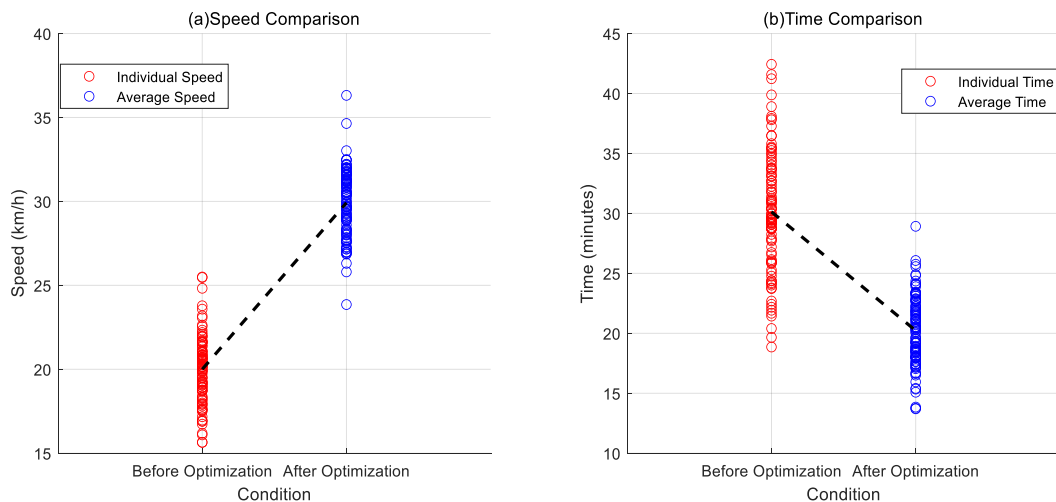 (a)Speed Comparison
40
35
30
25
20
15
Speed (km/h)
Individual Speed
Average Speed
Before Optimization
After Optimization
Condition
(b)Time Comparison
45
40
35
30
25
20
15
10
Time (minutes)
Individual Time
Average Time
Before Optimization
After Optimization
Condition